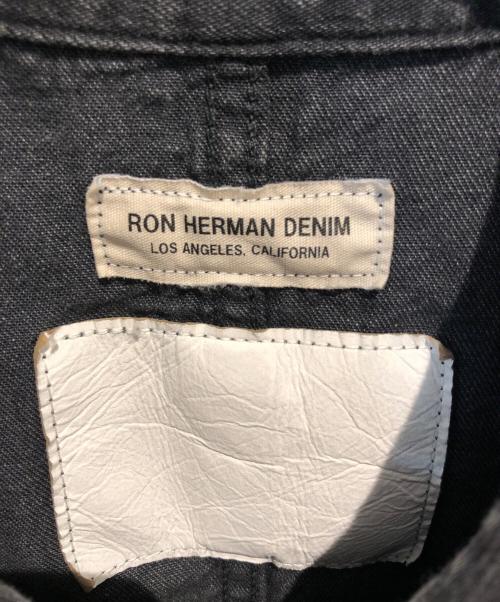 RON HERMAN DENIM
LOS ANGELES, CALIFORNIA